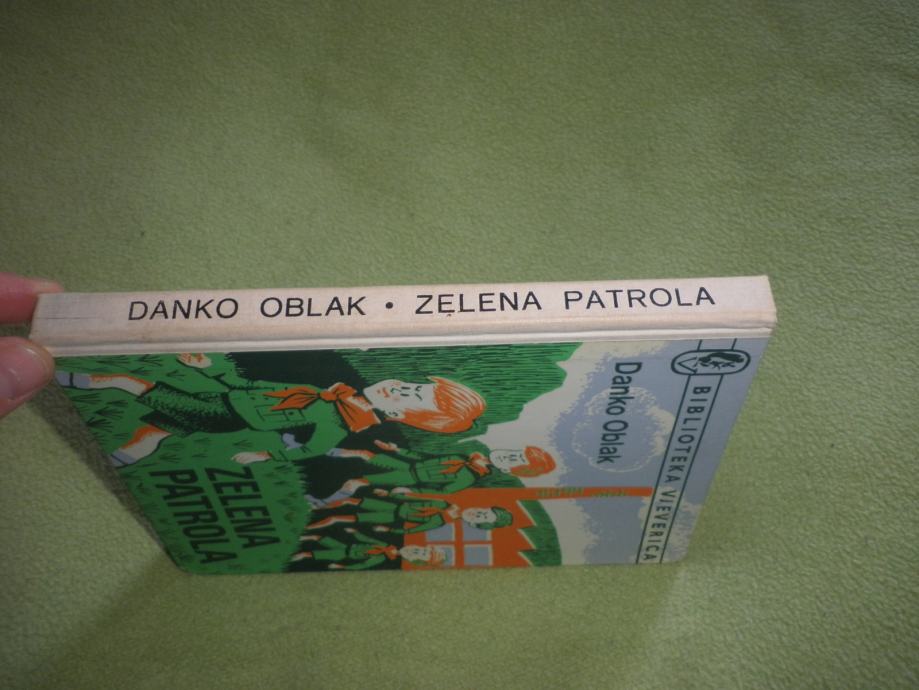 DANKO OBLAK • ZELENA PATROLA
BIBLIOTEKA VJEVERICA
Danko Oblak
ZELENA
PATROLA